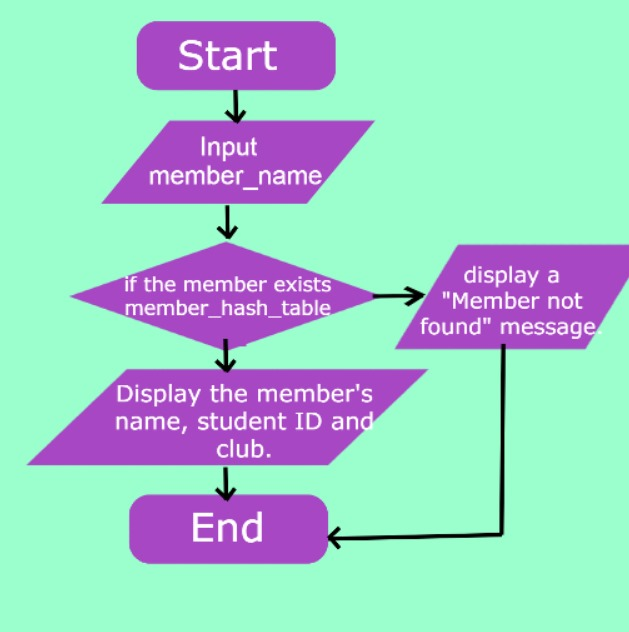 Start
Input
member_name
if the member exists
member_hash_table
display a
"Member not
found" message.
Display the member's
name, student ID and
club.
End